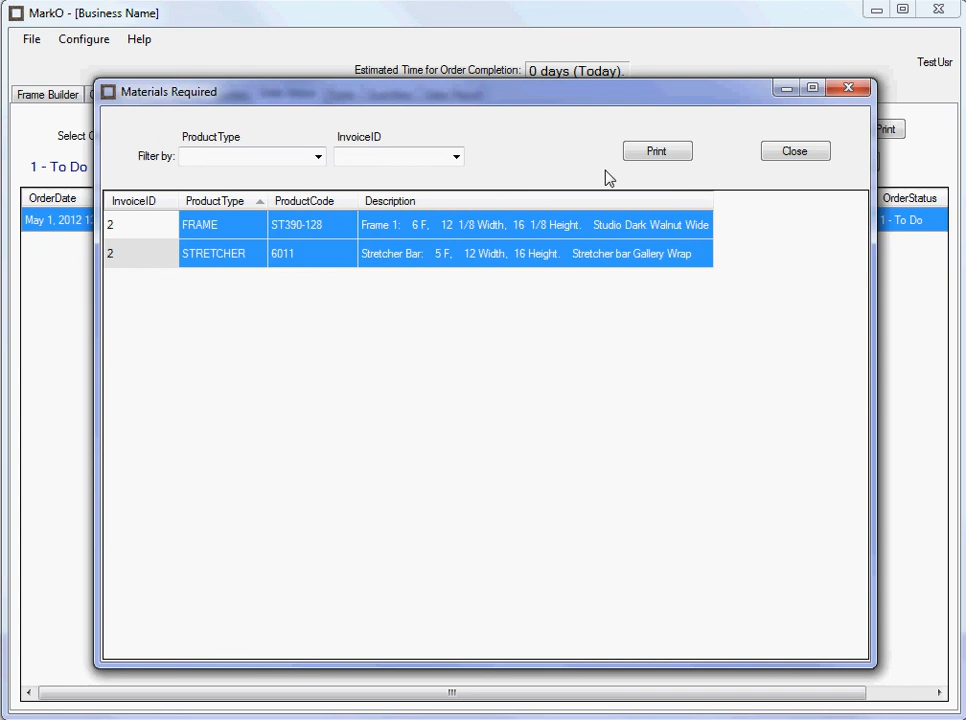 MarkO - [Business Name]
File Configure Help
Estimated Time for Order Completion: 0 days (Today).
TestUsr
Frame Builder
Materials Required
Select
Print
1 - To Do
ProductType InvoiceID
Filter by:
Print Close
OrderDate
OrderStatus
May 1, 2012
1 - To Do
InvoiceID ProductType ProductCode Description
2 FRAME ST390-128 Frame 1: 6 F, 12 1/8 Width, 16 1/8 Height. Studio Dark Walnut Wide
2 STRETCHER 6011 Stretcher Bar: 5 F, 12 Width, 16 Height. Stretcher bar Gallery Wrap